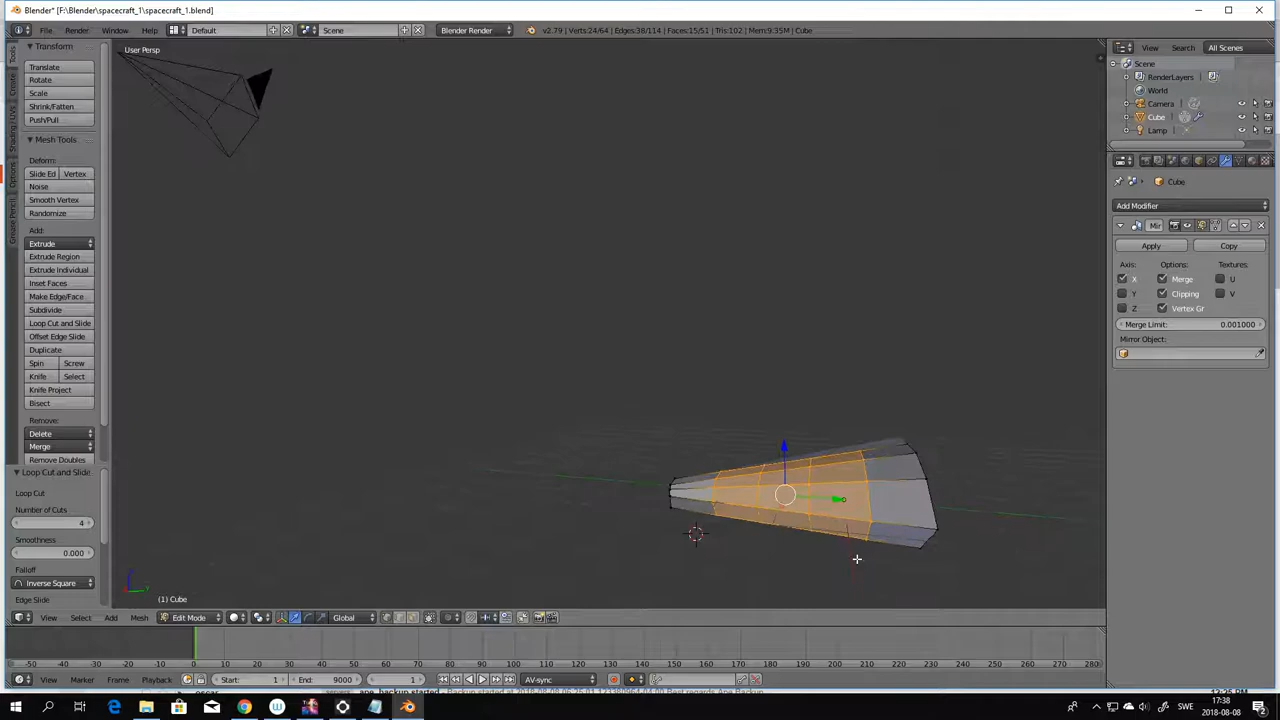 Blender* [F:\Blender\spacecraft_1\spacecraft_1.blend]
File Render Window Help Default Scene Blender Render v2.79 | Verts:24/64 | Edges:38/114 | Faces:15/51 | Tris:102 | Mem:9.35M | Cube
View Search All Scenes
User Persp
Tools
Create
Shading / UVs
Options
Grease Pencil
Transform
Translate
Rotate
Scale
Shrink/Fatten
Push/Pull
Mesh Tools
Deform:
Slide Ed Vertex
Noise
Smooth Vertex
Randomize
Add:
Extrude
Extrude Region
Extrude Individual
Inset Faces
Make Edge/Face
Subdivide
Loop Cut and Slide
Offset Edge Slide
Duplicate
Spin Screw
Knife Select
Knife Project
Bisect
Remove:
Delete
Merge
Remove Doubles
Loop Cut and Slide
Loop Cut
Number of Cuts
4
Smoothness
0.000
Falloff
Inverse Square
Edge Slide
Scene
RenderLayers
World
Camera
Cube
Lamp
Cube
Add Modifier
Mir
Apply Copy
Axis: Options: Textures:
X Merge U
Y Clipping V
Z Vertex Gr
Merge Limit: 0.001000
Mirror Object:
(1) Cube
View Select Add Mesh Edit Mode Global
-50 -40 -30 -20 -10 0 10 20 30 40 50 60 70 80 90 100 110 120 130 140 150 160 170 180 190 200 210 220 230 240 250 260 270 280
View Marker Frame Playback Start: 1 End: 9000 1 AV-sync
SWE
17:38
2018-08-08